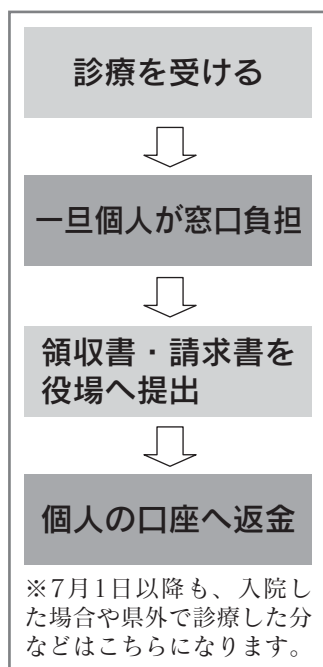 診療を受ける
一旦個人が窓口負担
領収書・請求書を
役場へ提出
個人の口座へ返金
※7月1日以降も、入院し
た場合や県外で診療した分
などはこちらになります。